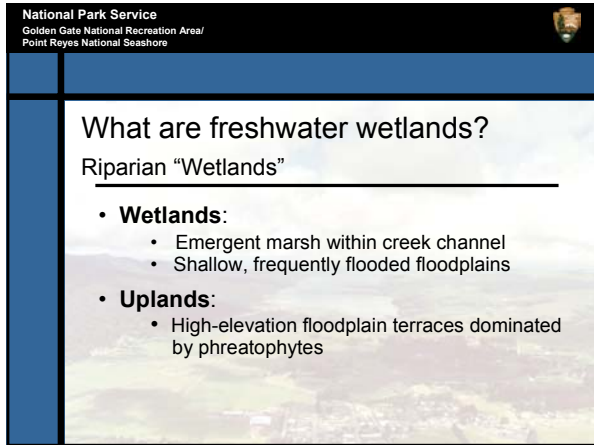 National Park Service
Golden Gate National Recreation Area/
Point Reyes National Seashore
What are freshwater wetlands?
Riparian “Wetlands”
• Wetlands:
• Emergent marsh within creek channel
• Shallow, frequently flooded floodplains
• Uplands:
• High-elevation floodplain terraces dominated
by phreatophytes